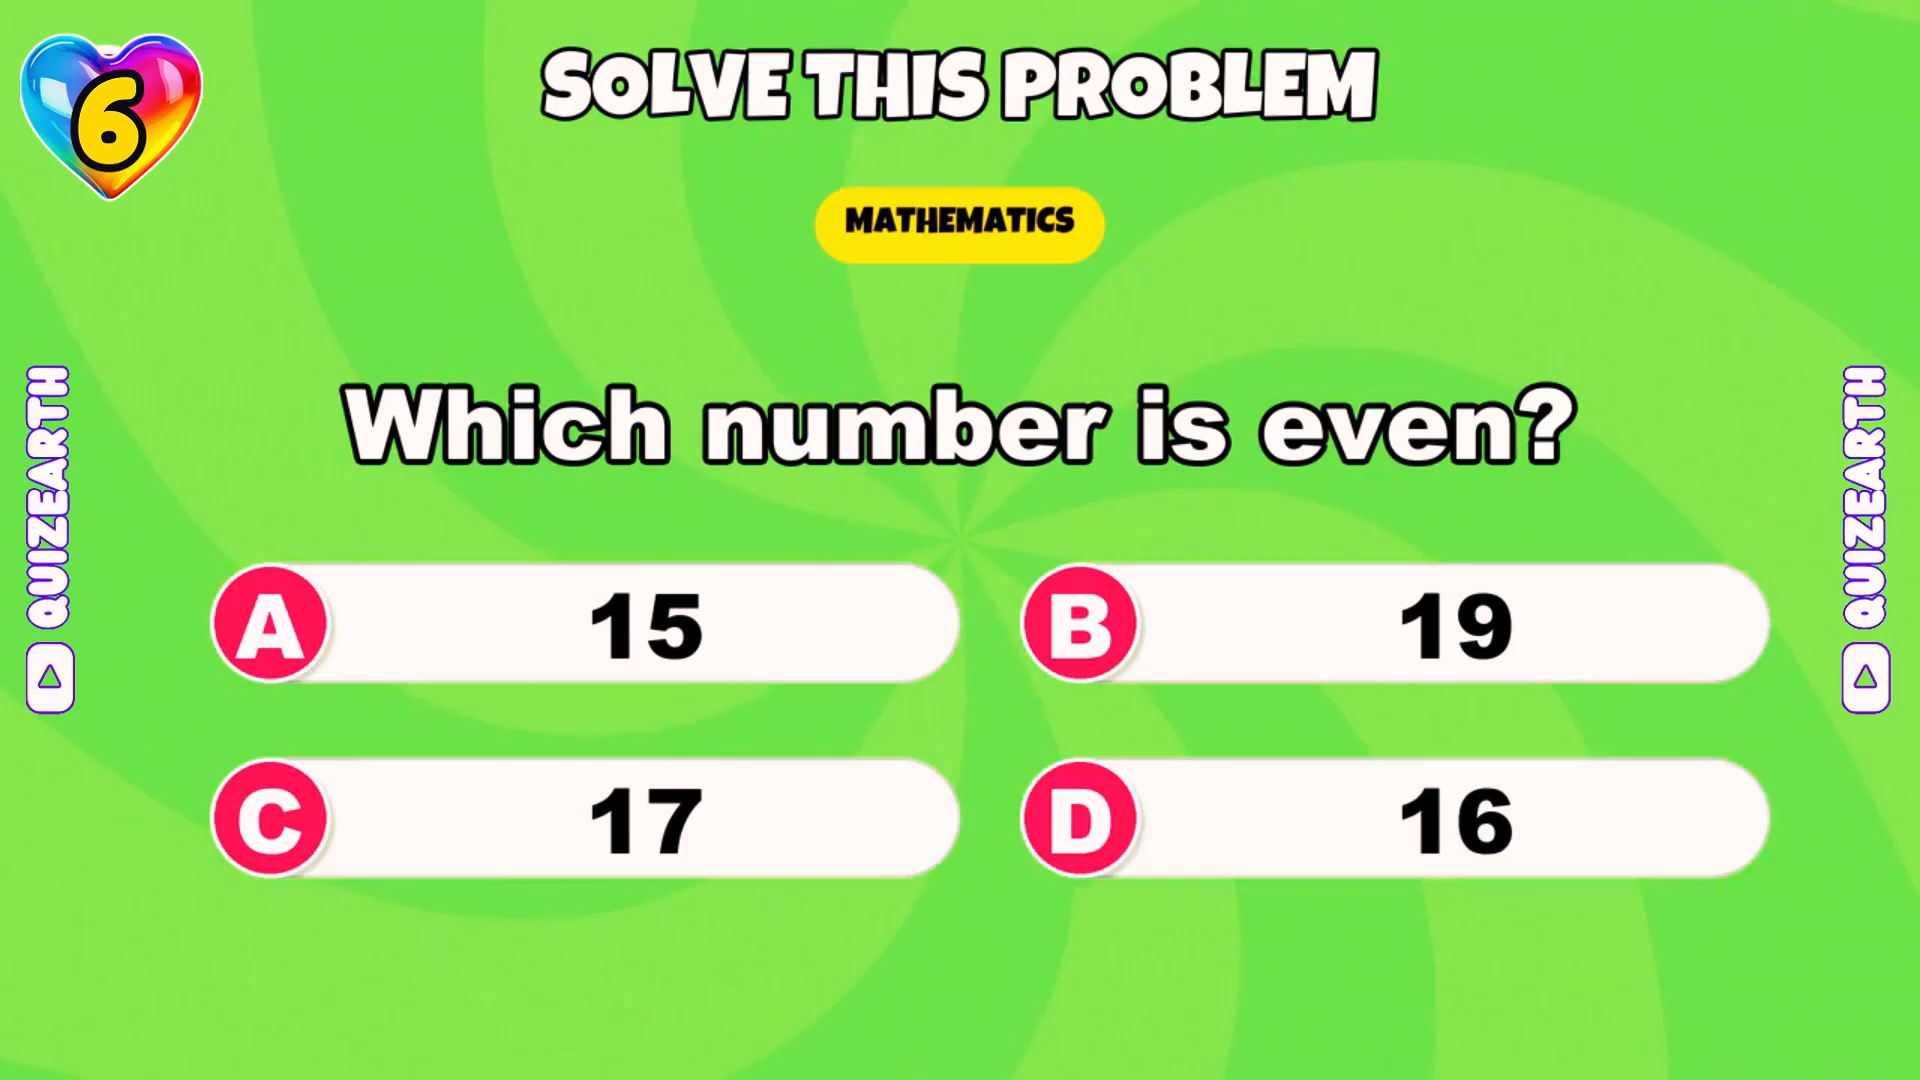 6
SOLVE THIS PROBLEM
MATHEMATICS
Which number is even?
A 15
B 19
C 17
D 16
QUIZEARTH
QUIZEARTH